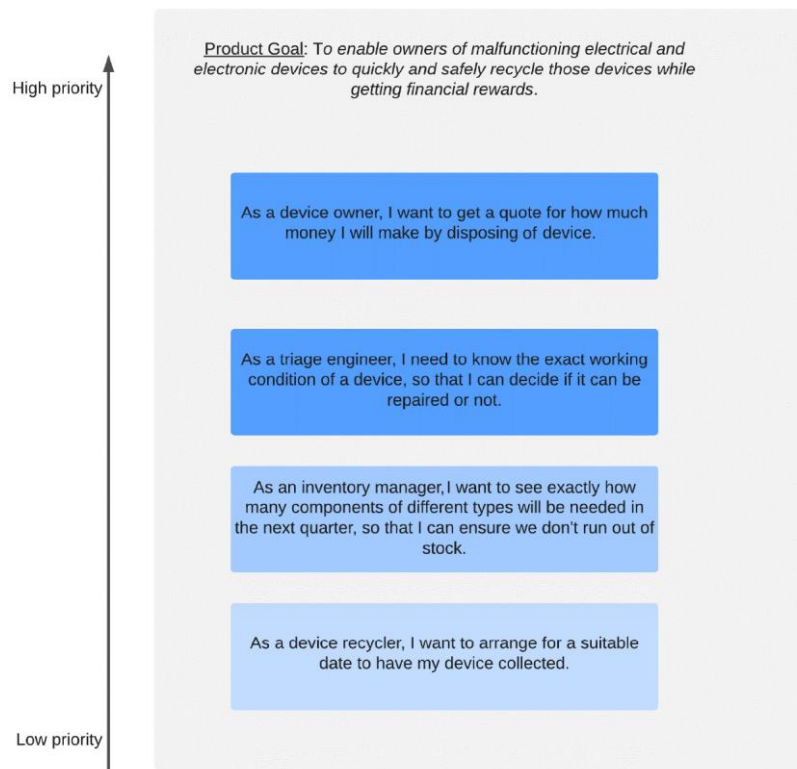 Product Goal: To enable owners of malfunctioning electrical and
electronic devices to quickly and safely recycle those devices while
getting financial rewards.
High priority
As a device owner, I want to get a quote for how much
money I will make by disposing of device.
As a triage engineer, I need to know the exact working
condition of a device, so that I can decide if it can be
repaired or not.
As an inventory manager,I want to see exactly how
many components of different types will be needed in
the next quarter, so that I can ensure we don't run out of
stock.
As a device recycler, I want to arrange for a suitable
date to have my device collected.
Low priority